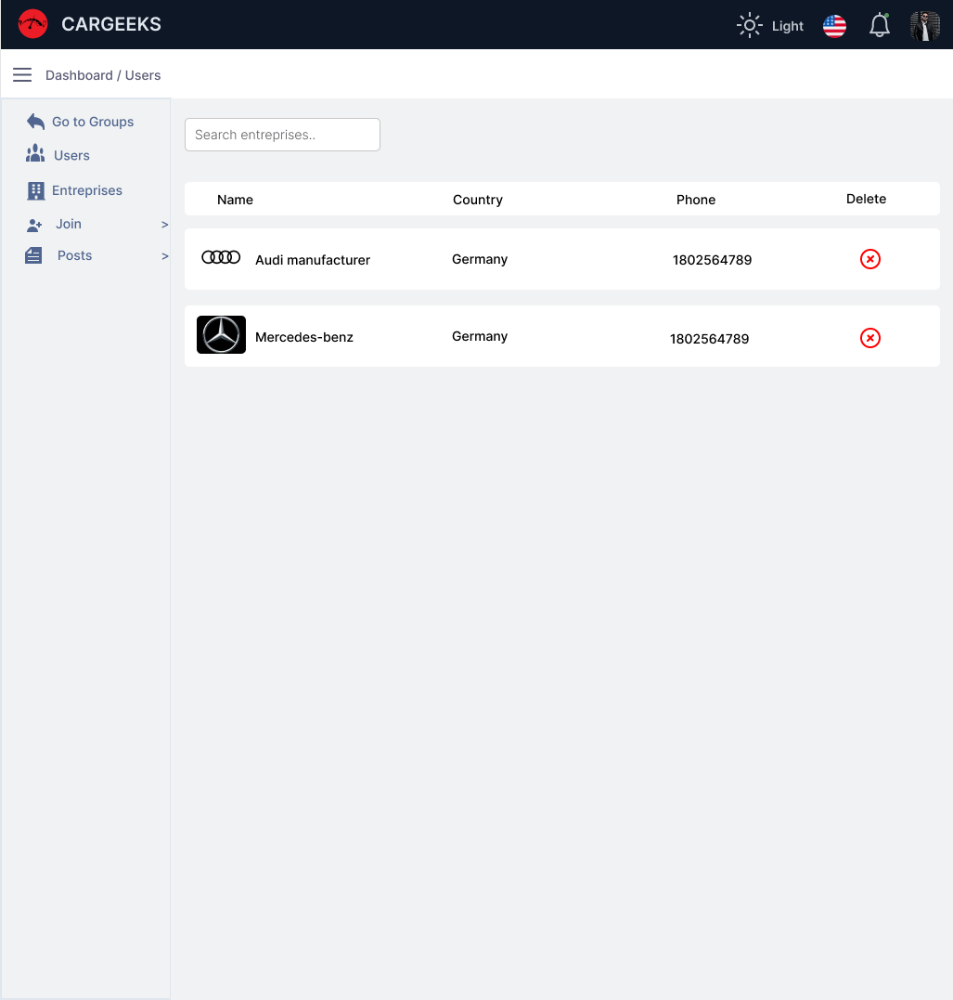 CARGEEKS
Light
Dashboard / Users
Go to Groups
Users
Entreprises
Join >
Posts >
Search entreprises..
Name Country Phone Delete
Audi manufacturer Germany 1802564789
Mercedes-benz Germany 1802564789